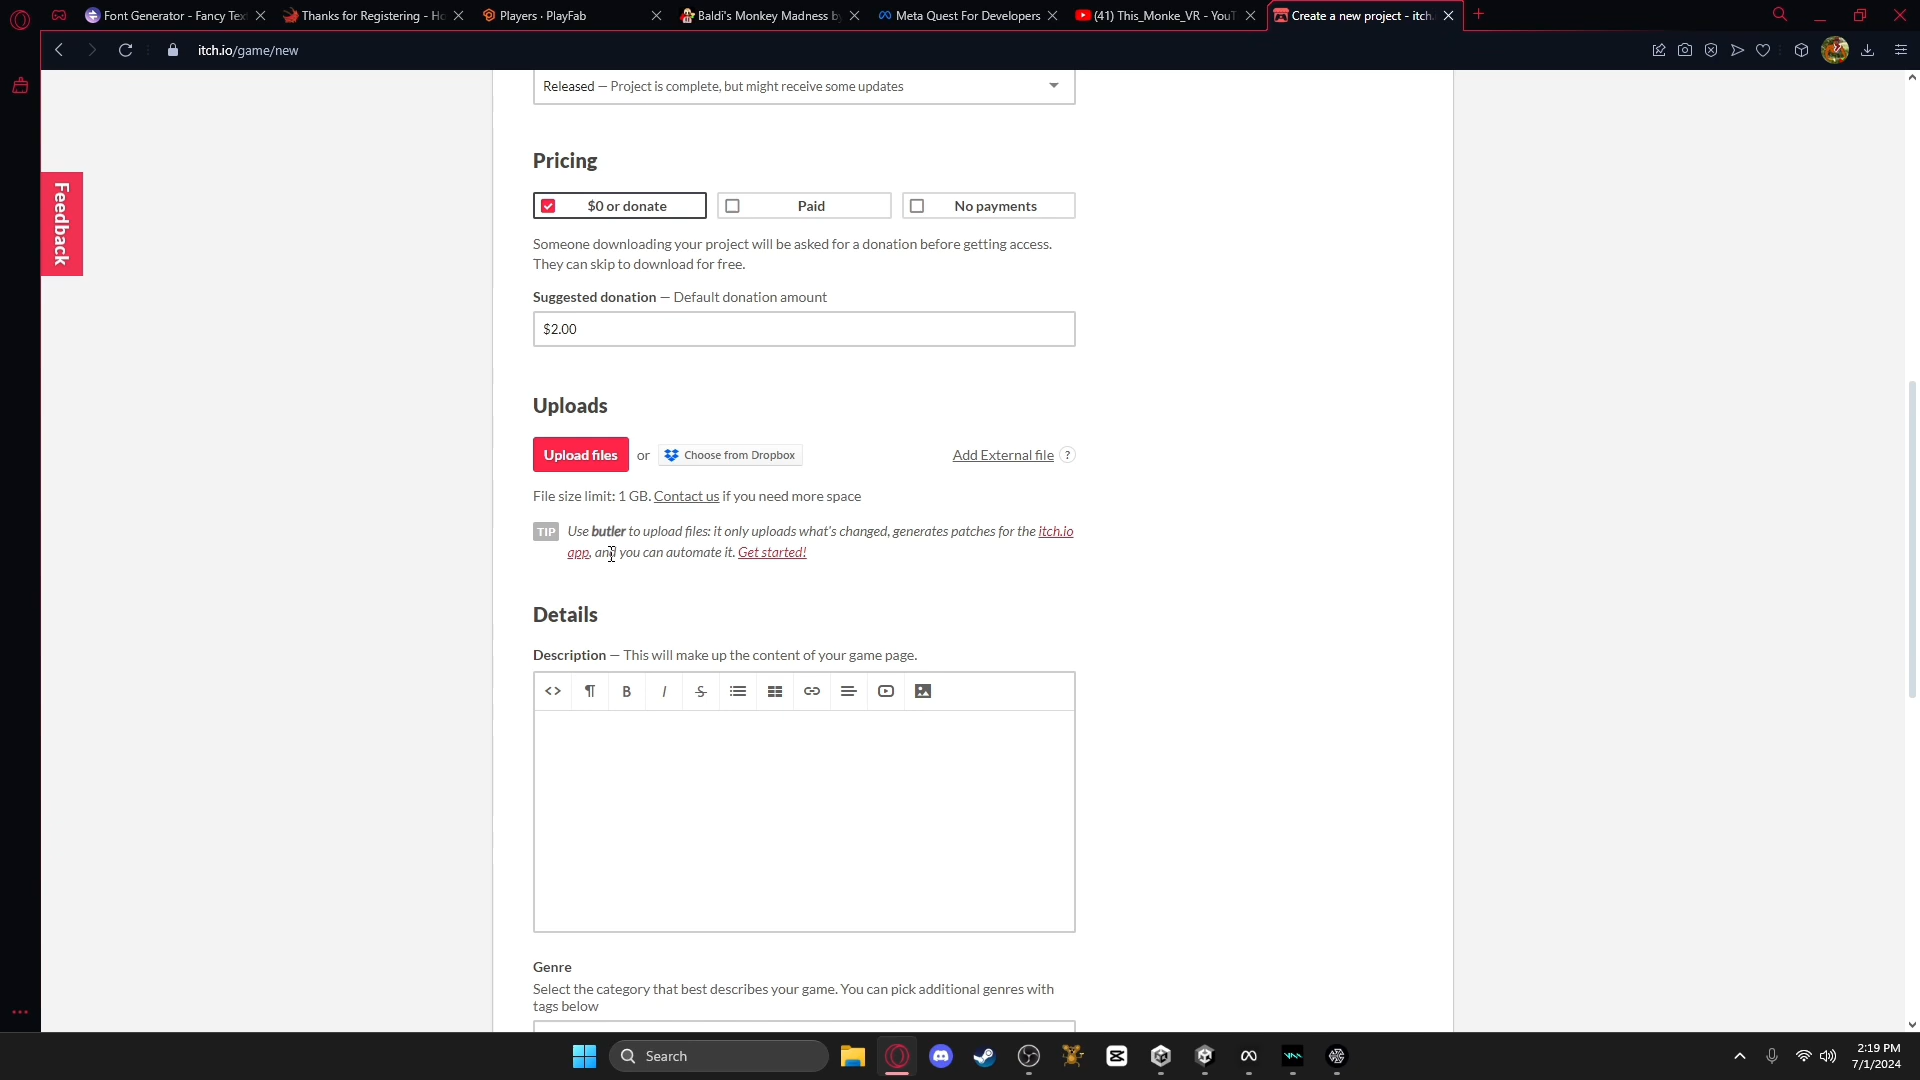 Font Generator - Fancy Tex
Thanks for Registering - Ho
Players · PlayFab
Baldi's Monkey Madness by
Meta Quest For Developers
(41) This_Monke_VR - YouT
Create a new project - itch.
itch.io/game/new
Feedback
Released — Project is complete, but might receive some updates
Pricing
$0 or donate
Paid
No payments
Someone downloading your project will be asked for a donation before getting access.
They can skip to download for free.
Suggested donation — Default donation amount
$2.00
Uploads
Upload files or Choose from Dropbox
Add External file ?
File size limit: 1 GB. Contact us if you need more space
TIP Use butler to upload files: it only uploads what's changed, generates patches for the itch.io
app, and you can automate it. Get started!
Details
Description — This will make up the content of your game page.
Genre
Select the category that best describes your game. You can pick additional genres with
tags below
Search
2:19 PM
7/1/2024